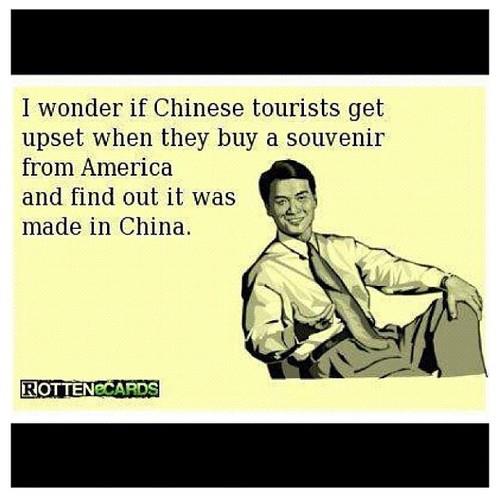 I wonder if Chinese tourists get
upset when they buy a souvenir
from America
and find out it was
made in China.
ROTTENeCARDS